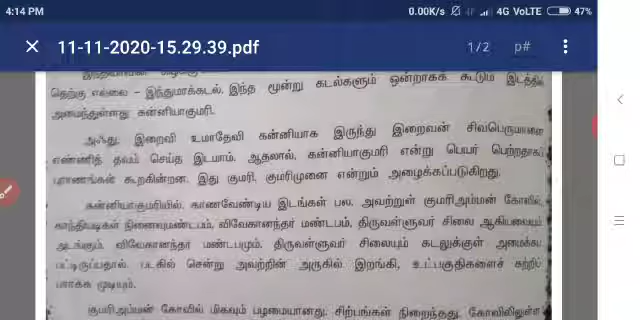 4:14 PM 0.00K/s 4G VoLTE 47%
11-11-2020-15.29.39.pdf 1/2 p#
தெற்கு எல்லை – இந்துமாக்கடல். இந்த மூன்று கடல்களும் ஒன்றாகக் கூடும் இடத்தில்
அமைந்துள்ளது கன்னியாகுமரி.
அஃது, இறைவி உமாதேவி கன்னியாக இருந்து இறைவன் சிவபெருமானை
எண்ணித் தவம் செய்த இடமாம். ஆதலால், கன்னியாகுமரி என்று பெயர் பெற்றதாகப்
புராணங்கள் கூறுகின்றன. இது குமரி, குமரிமுனை என்றும் அழைக்கப்படுகிறது.
கன்னியாகுமரியில், காணவேண்டிய இடங்கள் பல. அவற்றுள் குமரிஅம்மன் கோவில்,
காந்தியடிகள் நினைவுமண்டபம், விவேகானந்தர் மண்டபம், திருவள்ளுவர் சிலை ஆகியவையும்
அடங்கும். விவேகானந்தர் மண்டபமும், திருவள்ளுவர் சிலையும் கடலுக்குள் அமைக்கப்
பட்டிருப்பதால், படகில் சென்று அவற்றின் அருகில் இறங்கி, உட்பகுதிகளைச் சுற்றிப்
பார்க்க முடியும்.
குமரிஅம்மன் கோவில் மிகவும் பழமையானது. சிற்பங்கள் நிறைந்தது. கோவிலிலுள்ள